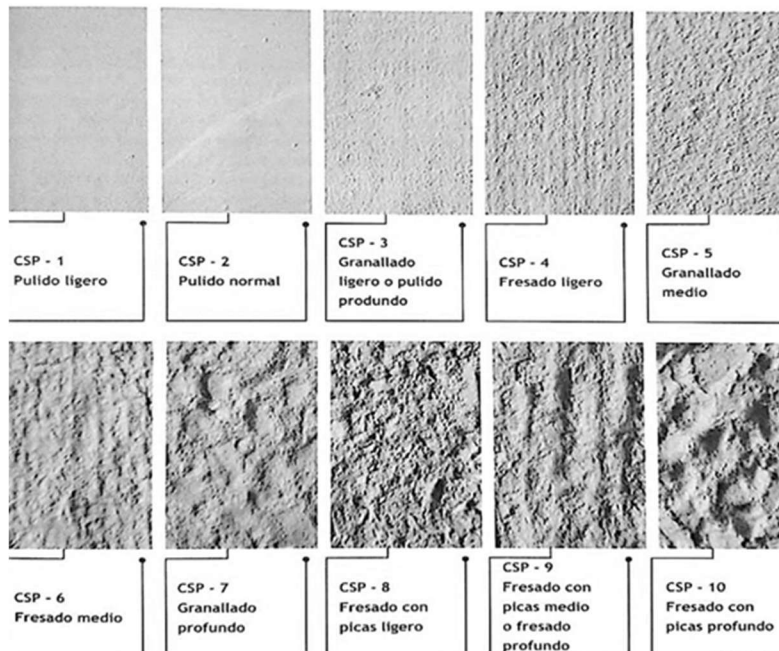 CSP - 1
Pulido ligero
CSP - 2
Pulido normal
CSP - 3
Granallado
ligero o pulido
produndo
CSP - 4
Fresado ligero
CSP - 5
Granallado
medio
CSP - 6
Fresado medio
CSP - 7
Granallado
profundo
CSP - 8
Fresado con
picas ligero
CSP - 9
Fresado con
picas medio
o fresado
profundo
CSP - 10
Fresado con
picas profundo